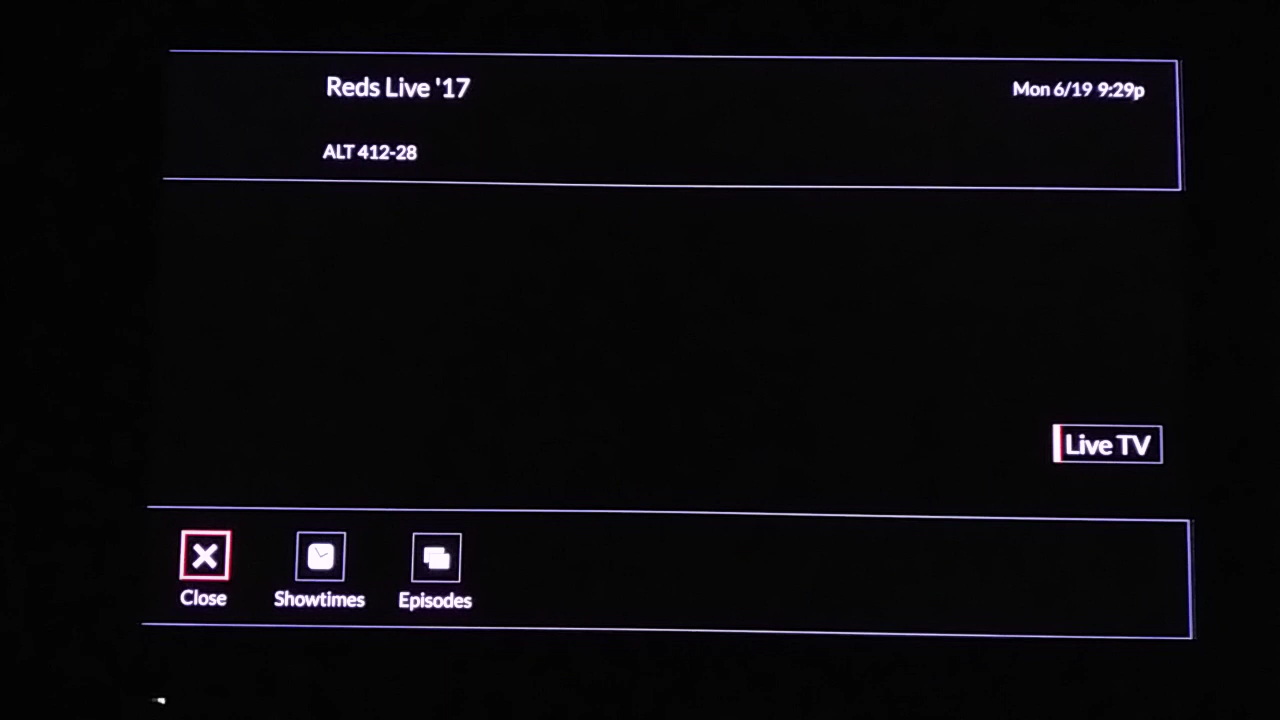 Reds Live '17
Mon 6/19 9:29p
ALT 412-28
Live TV
Close
Showtimes
Episodes